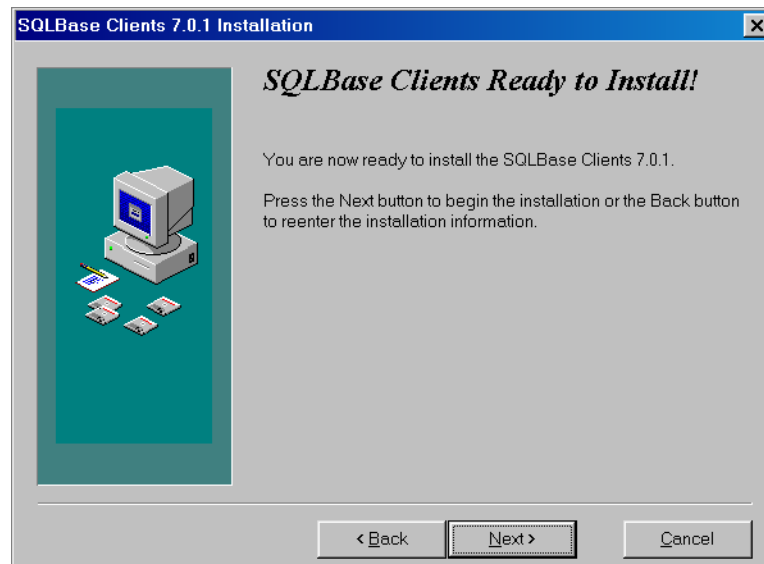 SQLBase Clients 7.0.1 Installation
SQLBase Clients Ready to Install!
You are now ready to install the SQLBase Clients 7.0.1.
Press the Next button to begin the installation or the Back button
to reenter the installation information.
< Back
Next >
Cancel